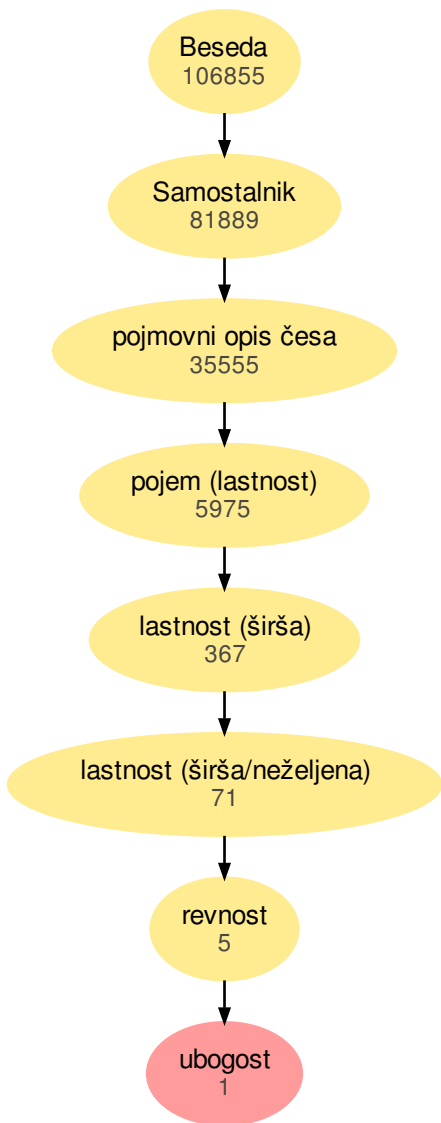 Beseda
106855
Samostalnik
81889
pojmovni opis česa
35555
pojem (lastnost)
5975
lastnost (širša)
367
lastnost (širša/neželjena)
71
revnost
5
ubogost
1